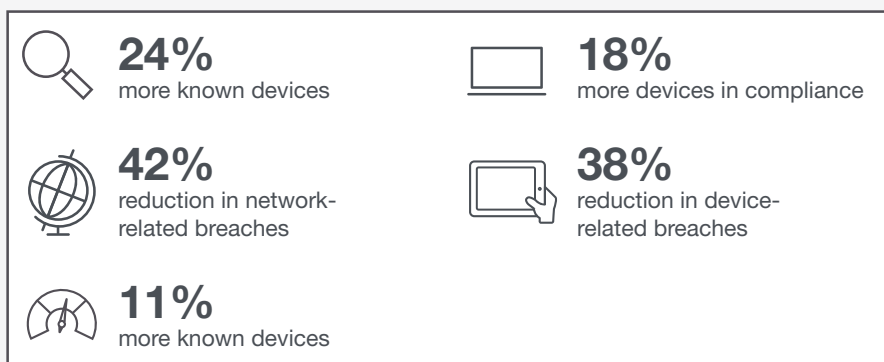 24%
more known devices
18%
more devices in compliance
42%
reduction in network-
related breaches
38%
reduction in device-
related breaches
11%
more known devices